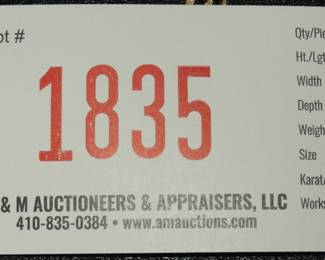 ot #
1835
& M AUCTIONEERS & APPRAISERS, LLC
410-835-0384 • www.amauctions.com
Qty/Pie
Ht./Lgt
Width
Depth
Weigh
Size
Karat/
Works